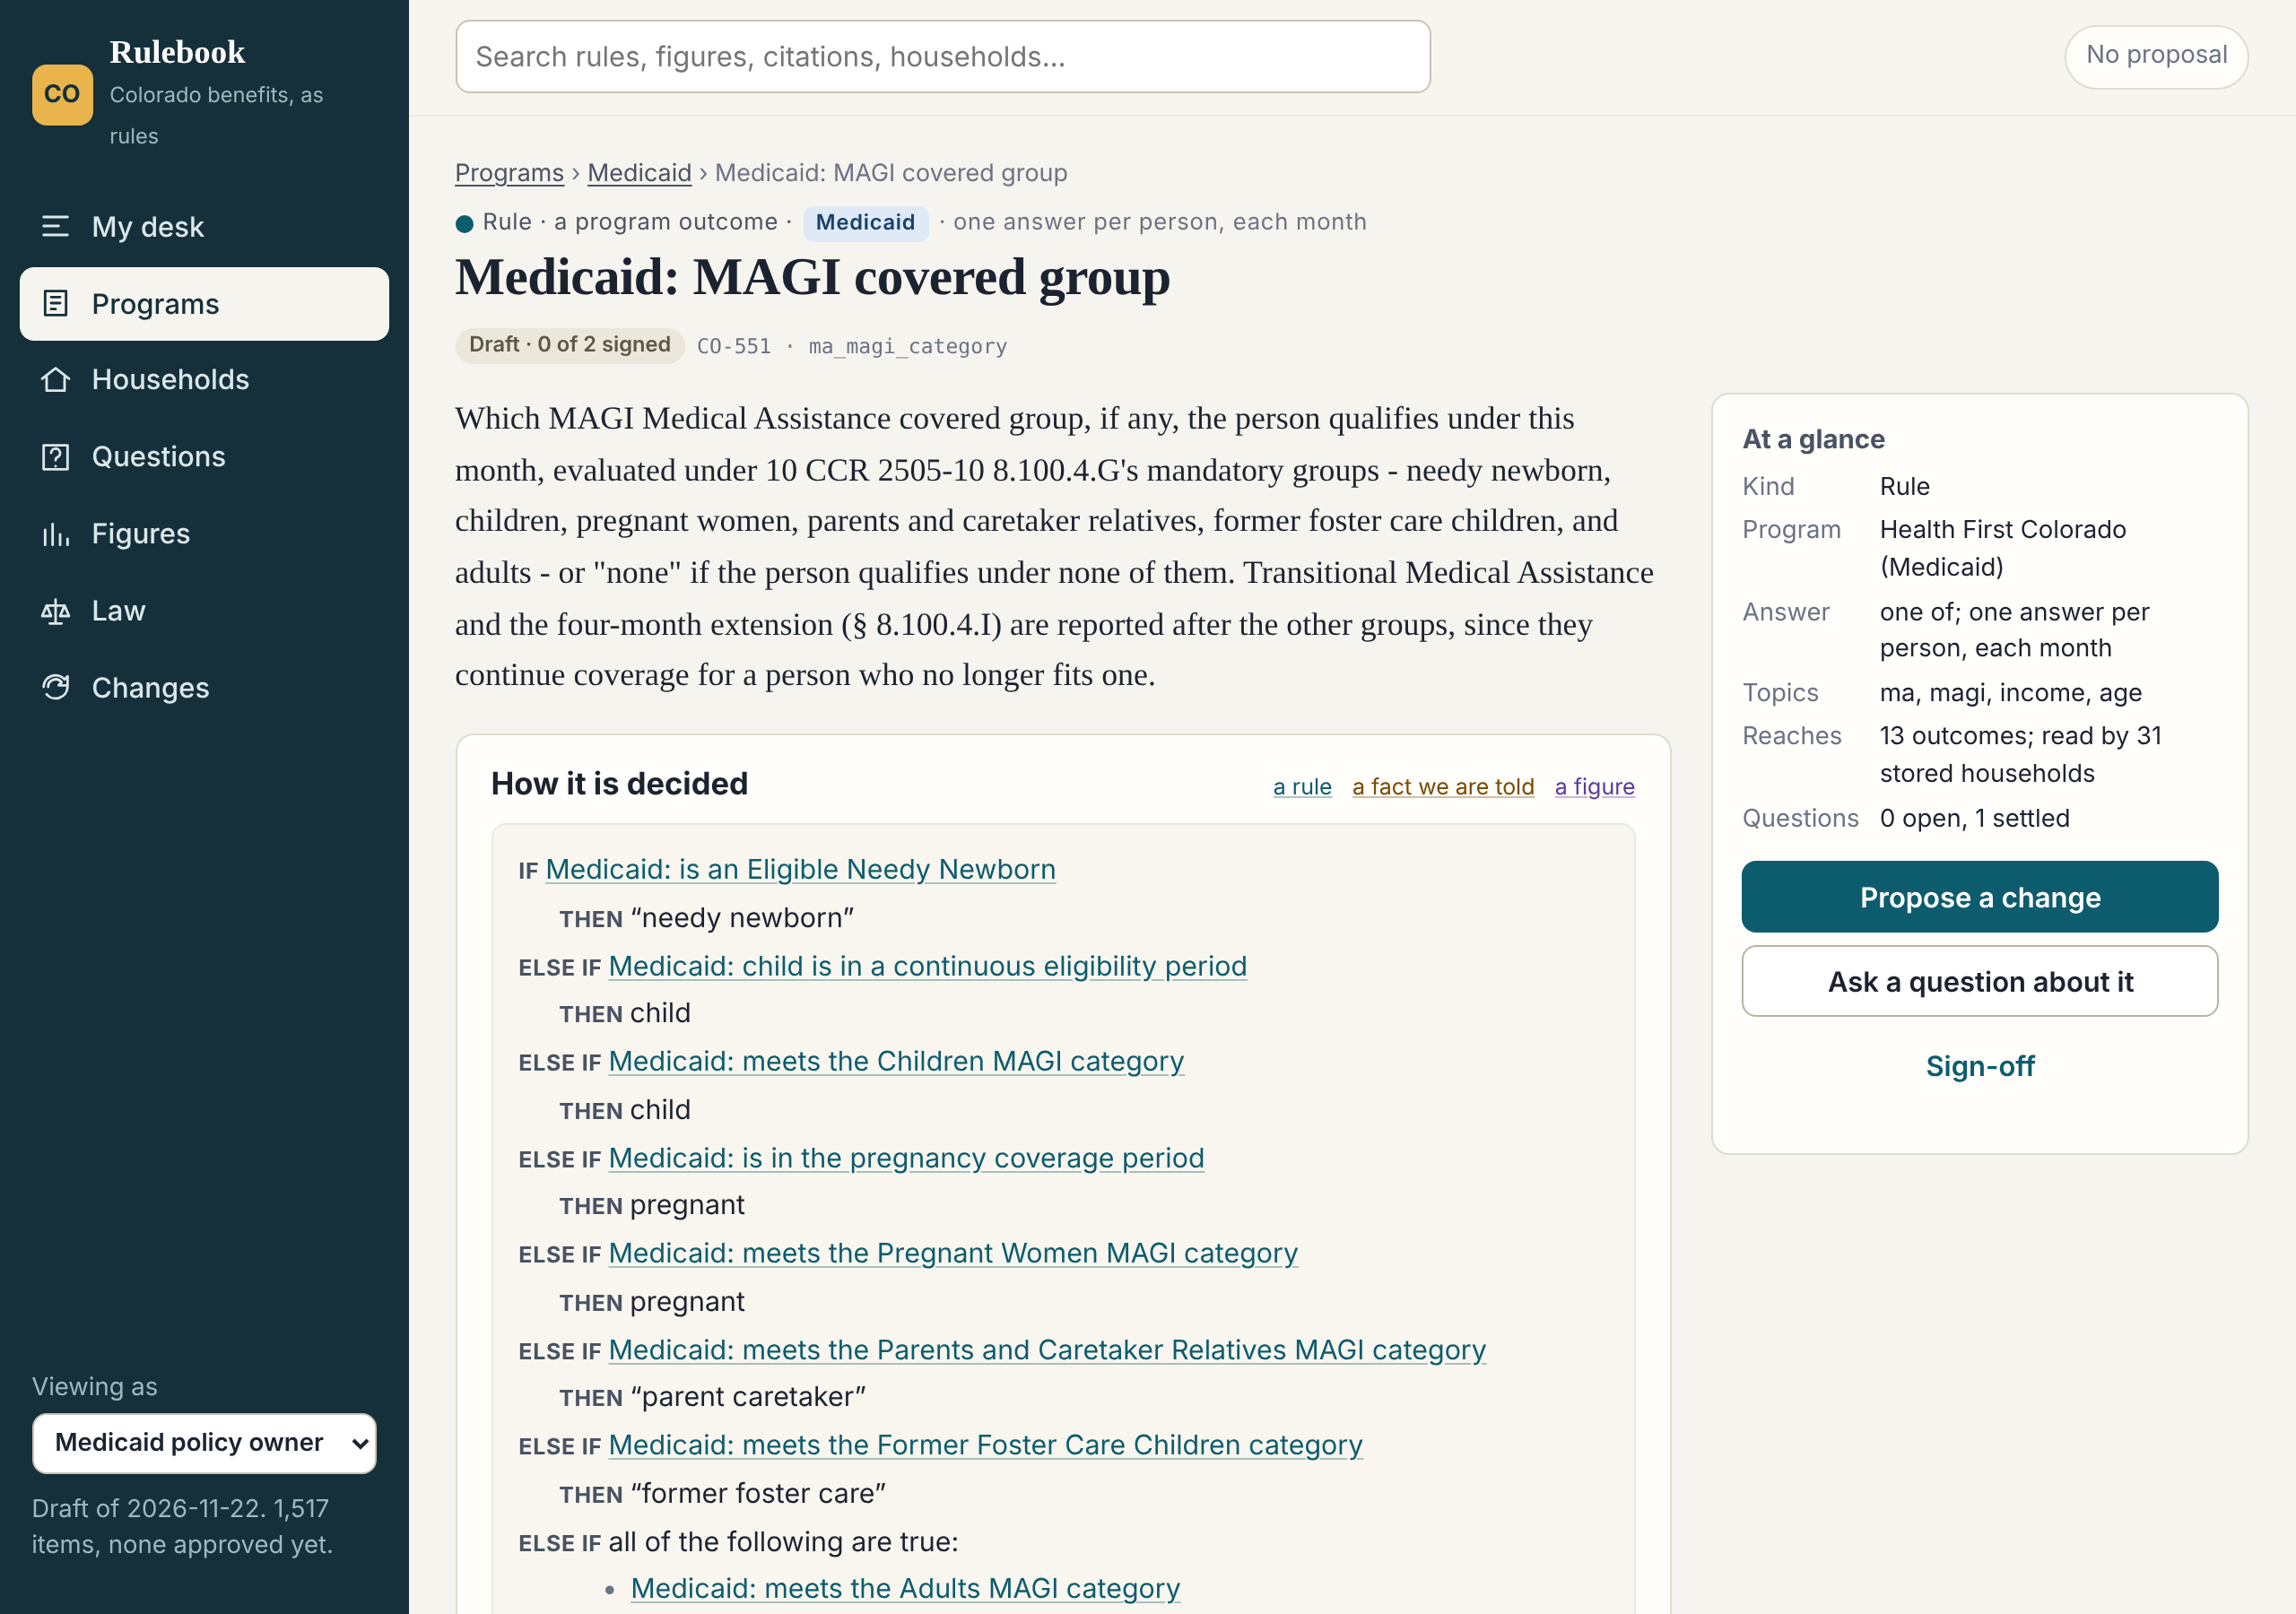 CO
Rulebook
Colorado benefits, as
rules
My desk
Programs
Households
Questions
Figures
Law
Changes
Viewing as
Medicaid policy owner
Draft of 2026-11-22. 1,517
items, none approved yet.
Search rules, figures, citations, households...
No proposal
Programs › Medicaid › Medicaid: MAGI covered group
Rule · a program outcome · Medicaid · one answer per person, each month
Medicaid: MAGI covered group
Draft · 0 of 2 signed CO-551 · ma_magi_category
Which MAGI Medical Assistance covered group, if any, the person qualifies under this
month, evaluated under 10 CCR 2505-10 8.100.4.G's mandatory groups - needy newborn,
children, pregnant women, parents and caretaker relatives, former foster care children, and
adults - or "none" if the person qualifies under none of them. Transitional Medical Assistance
and the four-month extension (§ 8.100.4.I) are reported after the other groups, since they
continue coverage for a person who no longer fits one.
How it is decided
a rule a fact we are told a figure
IF Medicaid: is an Eligible Needy Newborn
THEN “needy newborn”
ELSE IF Medicaid: child is in a continuous eligibility period
THEN child
ELSE IF Medicaid: meets the Children MAGI category
THEN child
ELSE IF Medicaid: is in the pregnancy coverage period
THEN pregnant
ELSE IF Medicaid: meets the Pregnant Women MAGI category
THEN pregnant
ELSE IF Medicaid: meets the Parents and Caretaker Relatives MAGI category
THEN “parent caretaker”
ELSE IF Medicaid: meets the Former Foster Care Children category
THEN “former foster care”
ELSE IF all of the following are true:
• Medicaid: meets the Adults MAGI category
At a glance
Kind Rule
Program Health First Colorado
(Medicaid)
Answer one of; one answer per
person, each month
Topics ma, magi, income, age
Reaches 13 outcomes; read by 31
stored households
Questions 0 open, 1 settled
Propose a change
Ask a question about it
Sign-off